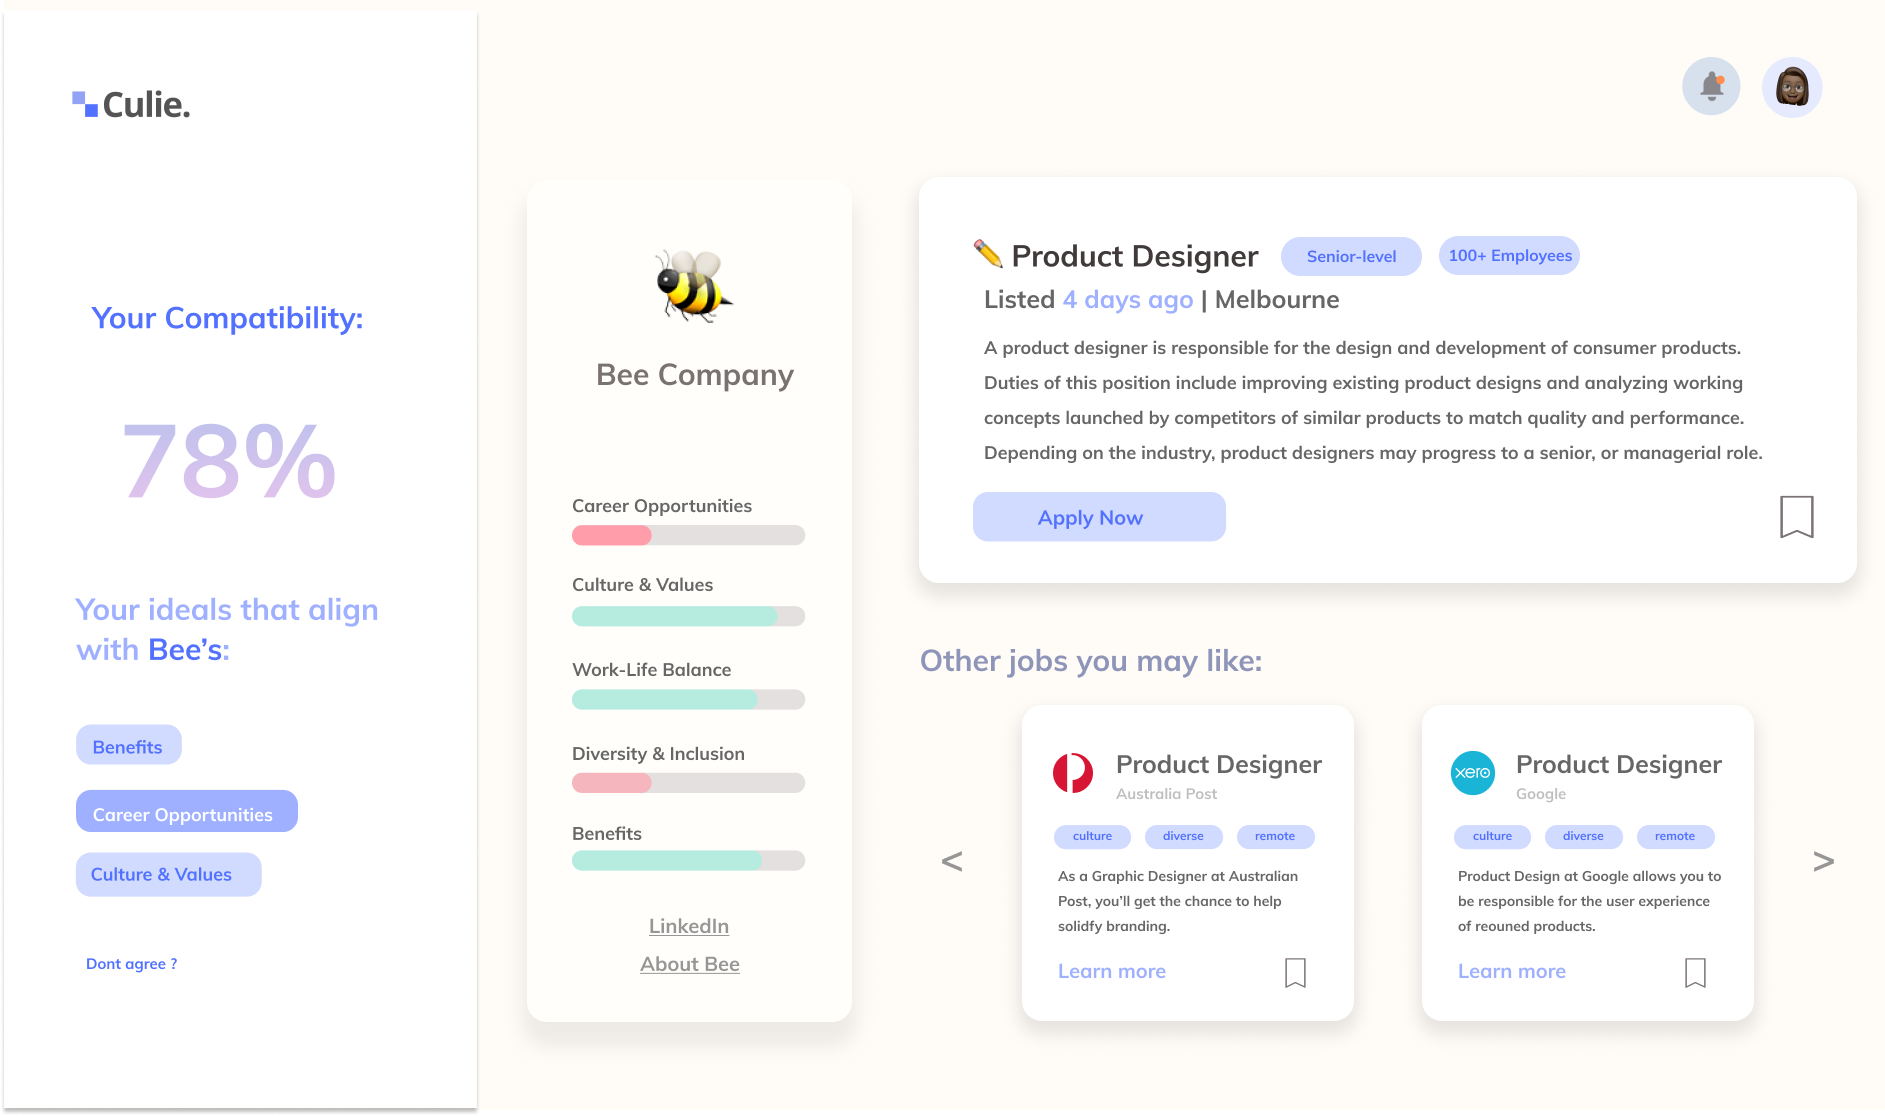 Culie.
Your Compatibility:
78%
Your ideals that align
with Bee’s:
Benefits
Career Opportunities
Culture & Values
Dont agree ?
Bee Company
Career Opportunities
Culture & Values
Work-Life Balance
Diversity & Inclusion
Benefits
LinkedIn
About Bee
Product Designer
Senior-level
100+ Employees
Listed 4 days ago | Melbourne
A product designer is responsible for the design and development of consumer products.
Duties of this position include improving existing product designs and analyzing working
concepts launched by competitors of similar products to match quality and performance.
Depending on the industry, product designers may progress to a senior, or managerial role.
Apply Now
Other jobs you may like:
<
Product Designer
Australia Post
culture
diverse
remote
As a Graphic Designer at Australian
Post, you’ll get the chance to help
solidfy branding.
Learn more
xero
Product Designer
Google
culture
diverse
remote
Product Design at Google allows you to
be responsible for the user experience
of reouned products.
Learn more
>